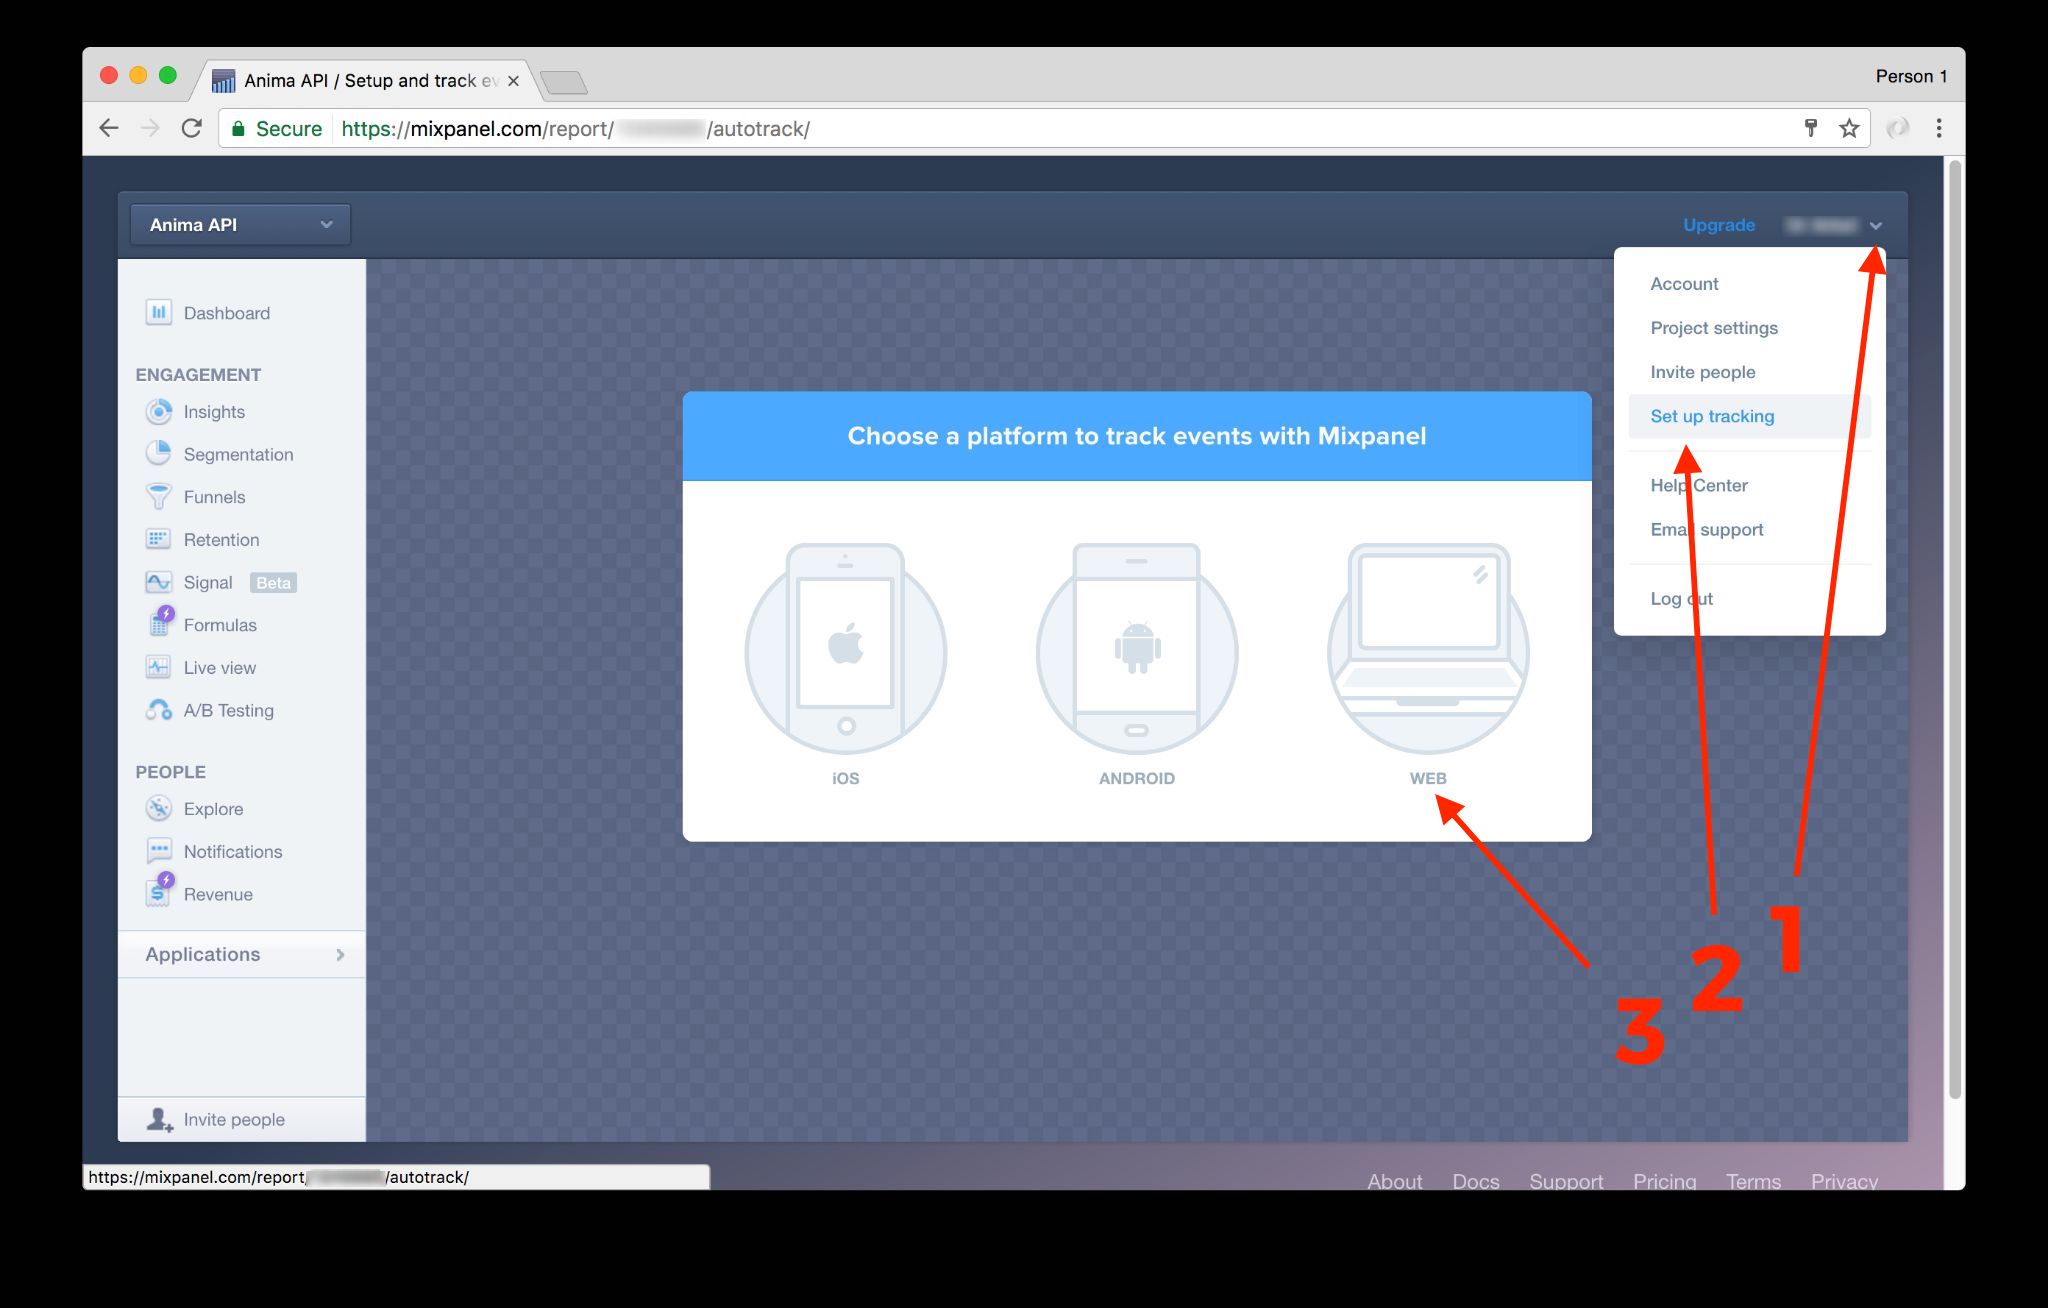 Anima API / Setup and track ev
Person 1
Secure https://mixpanel.com/report/ /autotrack/
Anima API
Upgrade
Account
Project settings
Invite people
Set up tracking
Help Center
Email support
Log out
Dashboard
ENGAGEMENT
Insights
Segmentation
Funnels
Retention
Signal Beta
Formulas
Live view
A/B Testing
PEOPLE
Explore
Notifications
Revenue
Applications
Invite people
Choose a platform to track events with Mixpanel
iOS ANDROID WEB
1
2
3
https://mixpanel.com/report/ /autotrack/
About Docs Support Pricing Terms Privacy